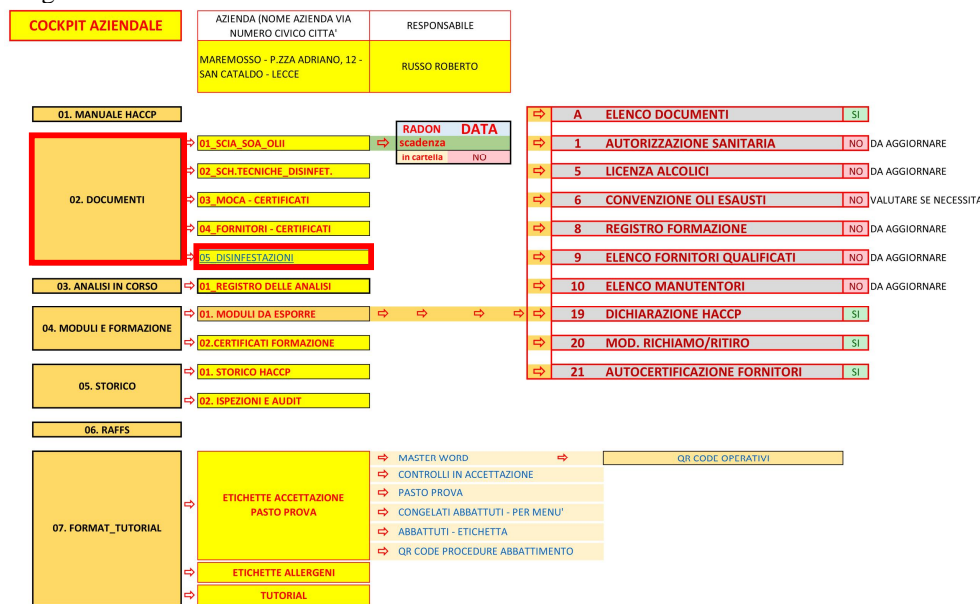 COCKPIT AZIENDALE
AZIENDA (NOME AZIENDA VIA
NUMERO CIVICO CITTA'
RESPONSABILE
MAREMOSSO - P.ZZA ADRIANO, 12 -
SAN CATALDO - LECCE
RUSSO ROBERTO
01. MANUALE HACCP
RADON DATA
scadenza
in cartella NO
A ELENCO DOCUMENTI SI
02. DOCUMENTI
01_SCIA_SOA_OLII
1 AUTORIZZAZIONE SANITARIA NO DA AGGIORNARE
02_SCH.TECNICHE_DISINFET.
5 LICENZA ALCOLICI NO DA AGGIORNARE
03_MOCA - CERTIFICATI
6 CONVENZIONE OLI ESAUSTI NO VALUTARE SE NECESSITA
04_FORNITORI - CERTIFICATI
8 REGISTRO FORMAZIONE NO DA AGGIORNARE
05_DISINFESTAZIONI
9 ELENCO FORNITORI QUALIFICATI NO DA AGGIORNARE
03. ANALISI IN CORSO
01_REGISTRO DELLE ANALISI
10 ELENCO MANUTENTORI NO DA AGGIORNARE
04. MODULI E FORMAZIONE
01. MODULI DA ESPORRE
19 DICHIARAZIONE HACCP SI
02.CERTIFICATI FORMAZIONE
20 MOD. RICHIAMO/RITIRO SI
05. STORICO
01. STORICO HACCP
21 AUTOCERTIFICAZIONE FORNITORI SI
02. ISPEZIONI E AUDIT
06. RAFFS
07. FORMAT_TUTORIAL
ETICHETTE ACCETTAZIONE
PASTO PROVA
MASTER WORD
QR CODE OPERATIVI
CONTROLLI IN ACCETTAZIONE
PASTO PROVA
CONGELATI ABBATTUTI - PER MENU'
ABBATTUTI - ETICHETTA
QR CODE PROCEDURE ABBATTIMENTO
ETICHETTE ALLERGENI
TUTORIAL